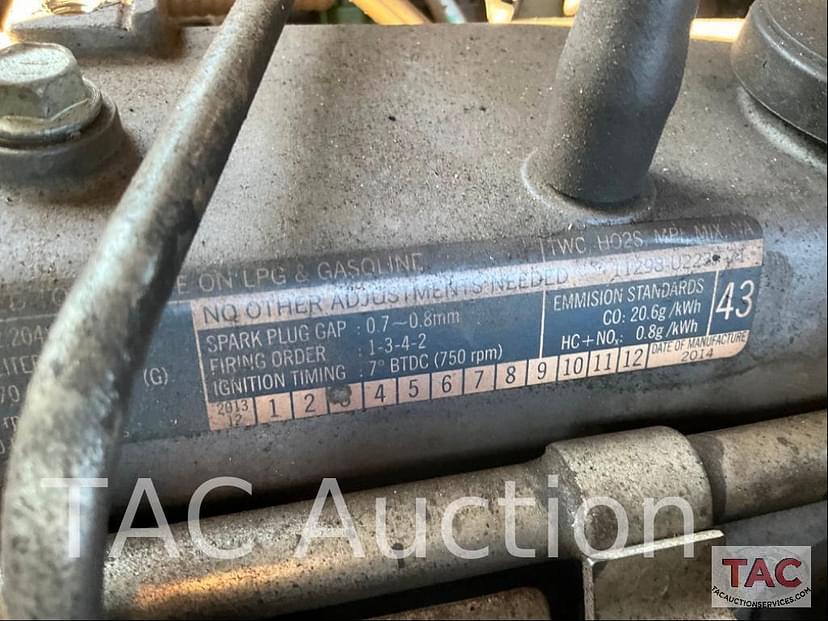 TWC, HO2S, MPI, MIX, NA
E ON LPG & GASOLINE
NO OTHER ADJUSTMENTS NEEDED
SPARK PLUG GAP : 0.7~0.8mm
FIRING ORDER : 1-3-4-2
IGNITION TIMING : 7° BTDC (750 rpm)
EMMISION STANDARDS
CO: 20.6g/kWh
HC+NOx: 0.8g/kWh
43
2013 12 1 2 4 5 6 7 8 9 10 11 12 DATE OF MANUFACTURE 2014
LITER
(G)
TAC Auction
TAC
TACAUCTIONSERVICES.COM